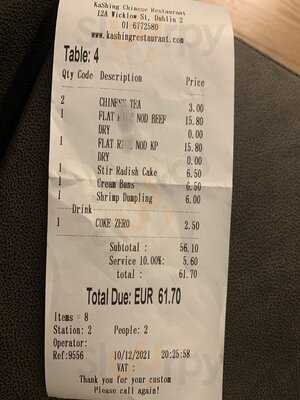 KaShing Chinese Restaurant
12A Wicklow St, Dublin 2
01 6772580
www.kashingrestaurant.com
Table: 4
Qty Code Description Price
2 CHINESE TEA 3.00
1 FLAT NOD BEEF 15.80
DRY 0.00
1 FLAT NOD KP 15.80
DRY 0.00
1 Stir Radish Cake 6.50
1 Cream Buns 6.50
1 Shrimp Dumpling 6.00
Drink
1 COKE ZERO 2.50
Subtotal : 56.10
Service 10.00%: 5.60
total : 61.70
Total Due: EUR 61.70
Items = 8
Station: 2 People: 2
Operator:
Ref:9556 10/12/2021 20:25:58
VAT :
Thank you for your custom
Please call again!